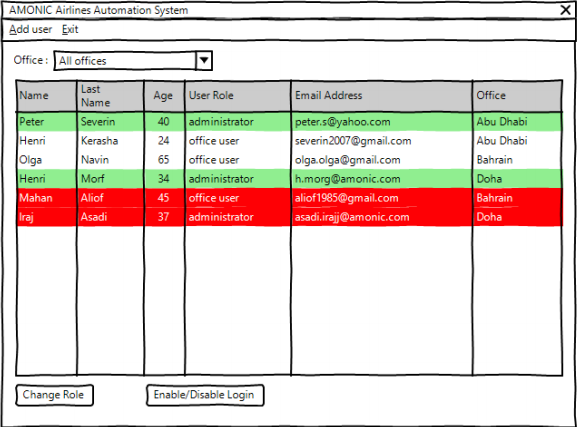 AMONIC Airlines Automation System
Add user Exit
Office : All offices
Name Last Name Age User Role Email Address Office
Peter Severin 40 administrator peter.s@yahoo.com Abu Dhabi
Henri Kerasha 24 office user severin2007@gmail.com Abu Dhabi
Olga Navin 65 office user olga.olga@gmail.com Bahrain
Henri Morf 34 administrator h.morg@amonic.com Doha
Mahan Aliof 45 office user aliof1985@gmail.com Bahrain
Iraj Asadi 37 administrator asadi.irajj@amonic.com Doha
Change Role Enable/Disable Login